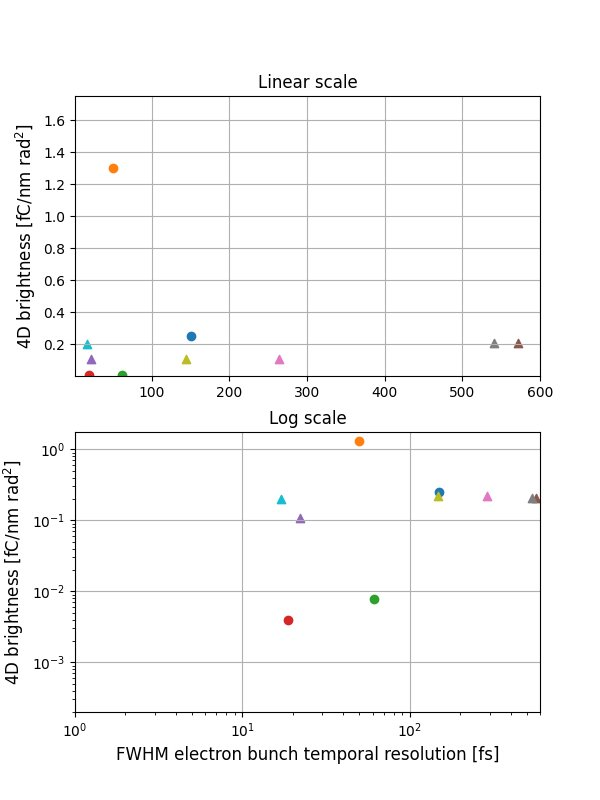 Linear scale
4D brightness [fC/nm rad²]
1.6
1.4
1.2
1.0
0.8
0.6
0.4
0.2
100 200 300 400 500 600
Log scale
4D brightness [fC/nm rad²]
10⁰
10⁻¹
10⁻²
10⁻³
10⁰ 10¹ 10²
FWHM electron bunch temporal resolution [fs]